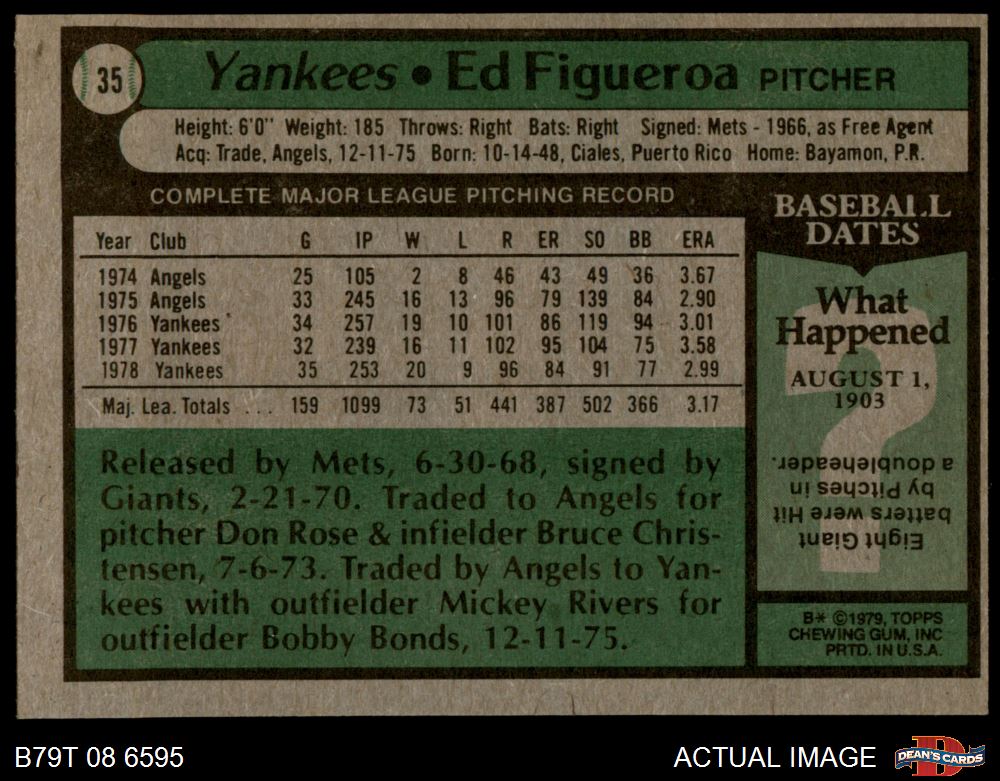 35 Yankees • Ed Figueroa PITCHER
Height: 6'0" Weight: 185 Throws: Right Bats: Right Signed: Mets - 1966, as Free Agent
Acq: Trade, Angels, 12-11-75 Born: 10-14-48, Ciales, Puerto Rico Home: Bayamon, P.R.
COMPLETE MAJOR LEAGUE PITCHING RECORD
Year Club G IP W L R ER SO BB ERA
1974 Angels 25 105 2 8 46 43 49 36 3.67
1975 Angels 33 245 16 13 96 79 139 84 2.90
1976 Yankees 34 257 19 10 101 86 119 94 3.01
1977 Yankees 32 239 16 11 102 95 104 75 3.58
1978 Yankees 35 253 20 9 96 84 91 77 2.99
Maj. Lea. Totals ... 159 1099 73 51 441 387 502 366 3.17
Released by Mets, 6-30-68, signed by
Giants, 2-21-70. Traded to Angels for
pitcher Don Rose & infielder Bruce Chris-
tensen, 7-6-73. Traded by Angels to Yan-
kees with outfielder Mickey Rivers for
outfielder Bobby Bonds, 12-11-75.
BASEBALL
DATES
What
Happened
AUGUST 1,
1903
?
Eight Giant
batters were Hit
by Pitches in
a doubleheader.
B* ©1979, TOPPS
CHEWING GUM, INC
PRTD. IN U.S.A.
B79T 08 6595 ACTUAL IMAGE
D
DEAN'S CARDS